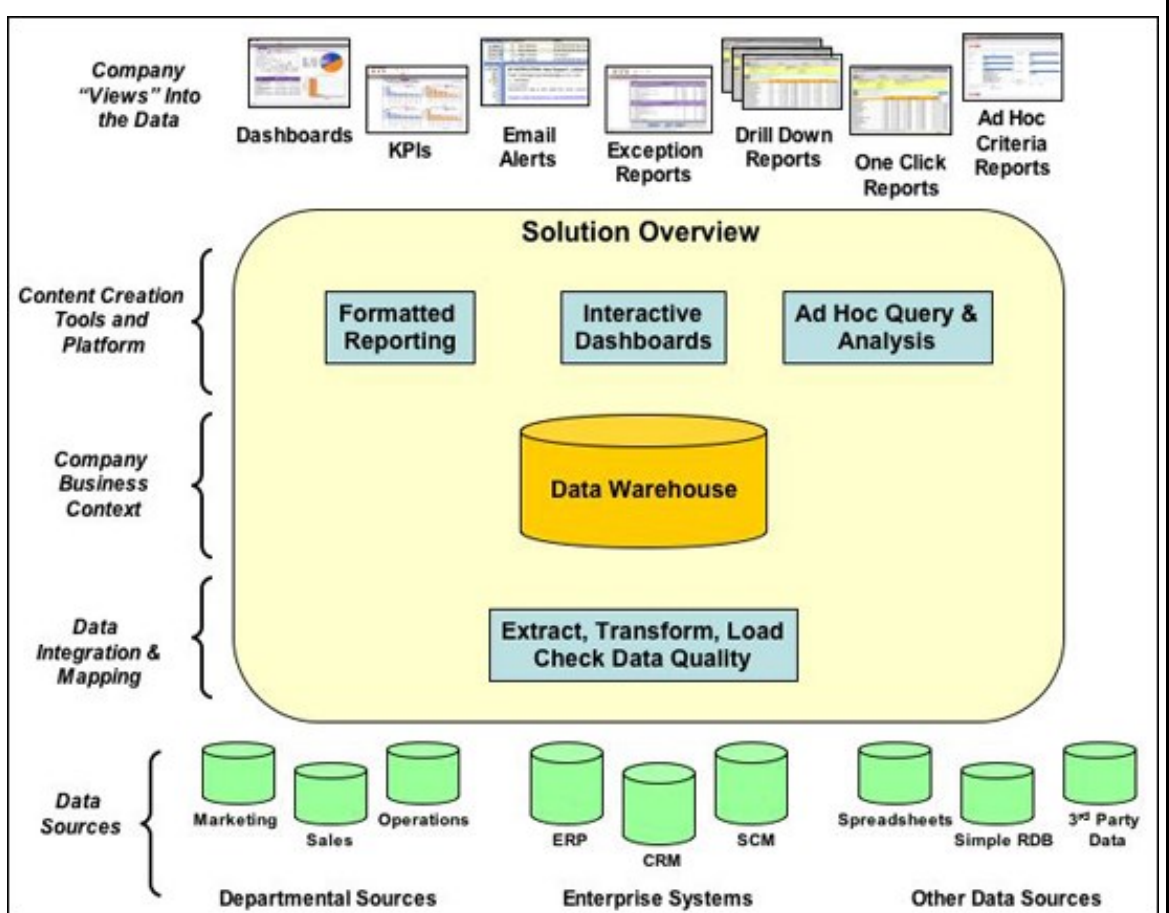 Company
“Views” Into
the Data
Dashboards
KPIs
Email
Alerts
Exception
Reports
Drill Down
Reports
One Click
Reports
Ad Hoc
Criteria
Reports
Solution Overview
Content Creation
Tools and
Platform
Formatted
Reporting
Interactive
Dashboards
Ad Hoc Query &
Analysis
Company
Business
Context
Data Warehouse
Data
Integration &
Mapping
Extract, Transform, Load
Check Data Quality
Data
Sources
Marketing
Sales
Operations
ERP
CRM
SCM
Spreadsheets
Simple RDB
3rd Party
Data
Departmental Sources
Enterprise Systems
Other Data Sources